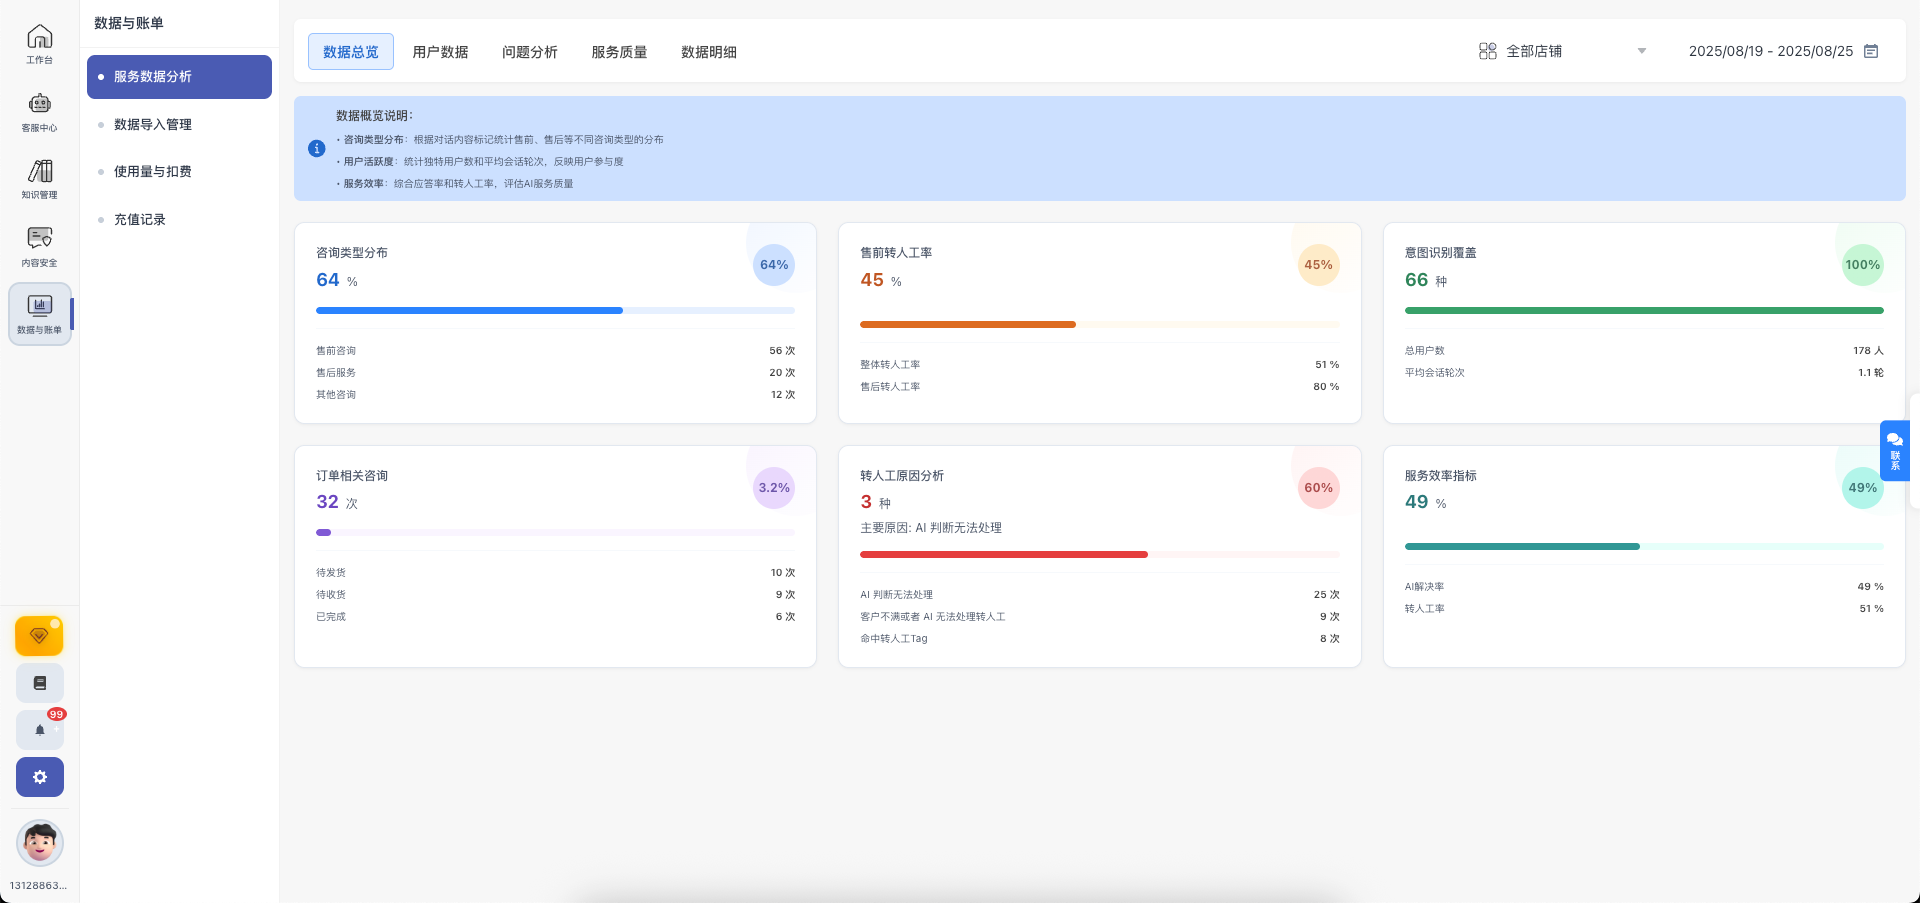 工作台
客服中心
知识管理
内容安全
数据与账单
99
13128863...
数据与账单
服务数据分析
数据导入管理
使用量与扣费
充值记录
数据总览
用户数据
问题分析
服务质量
数据明细
全部店铺
2025/08/19 - 2025/08/25
数据概览说明：
• 咨询类型分布：根据对话内容标记统计售前、售后等不同咨询类型的分布
• 用户活跃度：统计独特用户数和平均会话轮次，反映用户参与度
• 服务效率：综合应答率和转人工率，评估AI服务质量
咨询类型分布
64 %
64%
售前咨询 56 次
售后服务 20 次
其他咨询 12 次
售前转人工率
45 %
45%
整体转人工率 51 %
售后转人工率 80 %
意图识别覆盖
66 种
100%
总用户数 178 人
平均会话轮次 1.1 轮
订单相关咨询
32 次
3.2%
待发货 10 次
待收货 9 次
已完成 6 次
转人工原因分析
3 种
60%
主要原因: AI 判断无法处理
AI 判断无法处理 25 次
客户不满或者 AI 无法处理转人工 9 次
命中转人工Tag 8 次
服务效率指标
49 %
49%
AI解决率 49 %
转人工率 51 %
联系